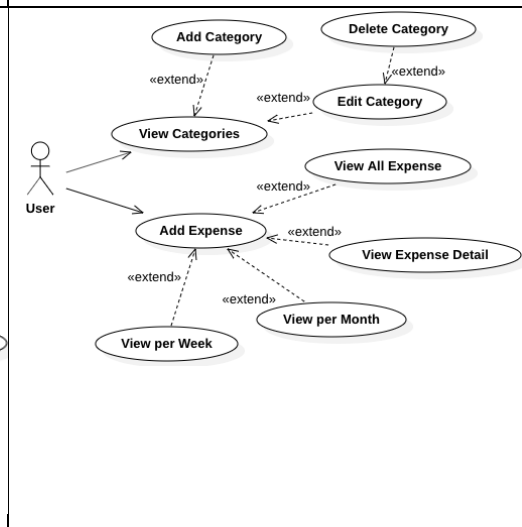 Add Category
Delete Category
«extend»
«extend»
«extend»
Edit Category
View Categories
View All Expense
«extend»
User
Add Expense
«extend»
View Expense Detail
«extend»
«extend»
View per Month
View per Week